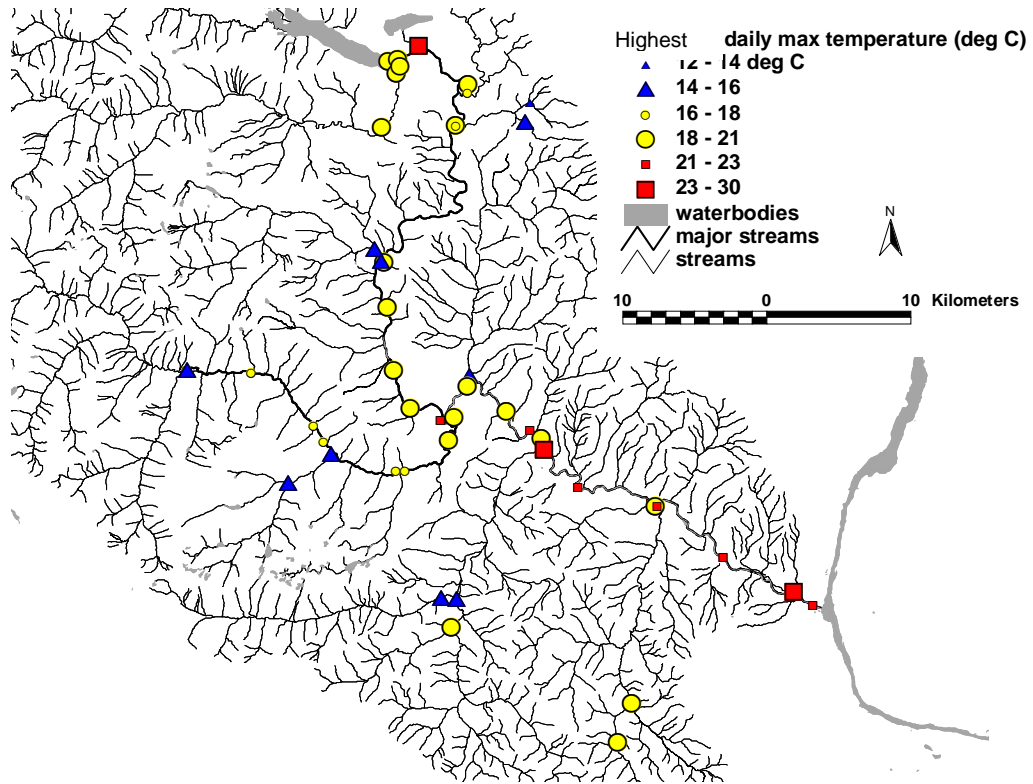 Highest daily max temperature (deg C)
12 - 14 deg C
14 - 16
16 - 18
18 - 21
21 - 23
23 - 30
waterbodies
major streams
streams
N
10 0 10 Kilometers